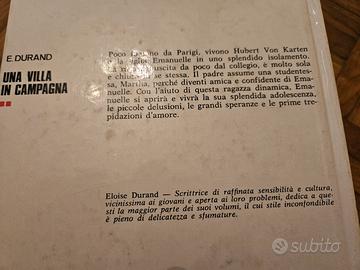 E. DURAND
UNA VILLA
IN CAMPAGNA
Poco lontano da Parigi, vivono Hubert Von Karten
e la figlia Emanuelle in uno splendido isolamento.
La ragazza, uscita da poco dal collegio, è molto sola
e chiusa in se stessa. Il padre assume una studentes-
sa, Martha, perché diventi amica e confidente di Ema-
nuelle. Con l'aiuto di questa ragazza dinamica, Ema-
nuelle si aprirà e vivrà la sua splendida adolescenza,
le piccole delusioni, le grandi speranze e le prime tre-
pidazioni d'amore.
Eloise Durand — Scrittrice di raffinata sensibilità e cultura,
vicinissima ai giovani e aperta ai loro problemi, dedica a que-
sti la maggior parte dei suoi volumi, il cui stile inconfondibile
è pieno di delicatezza e sfumature.
subito